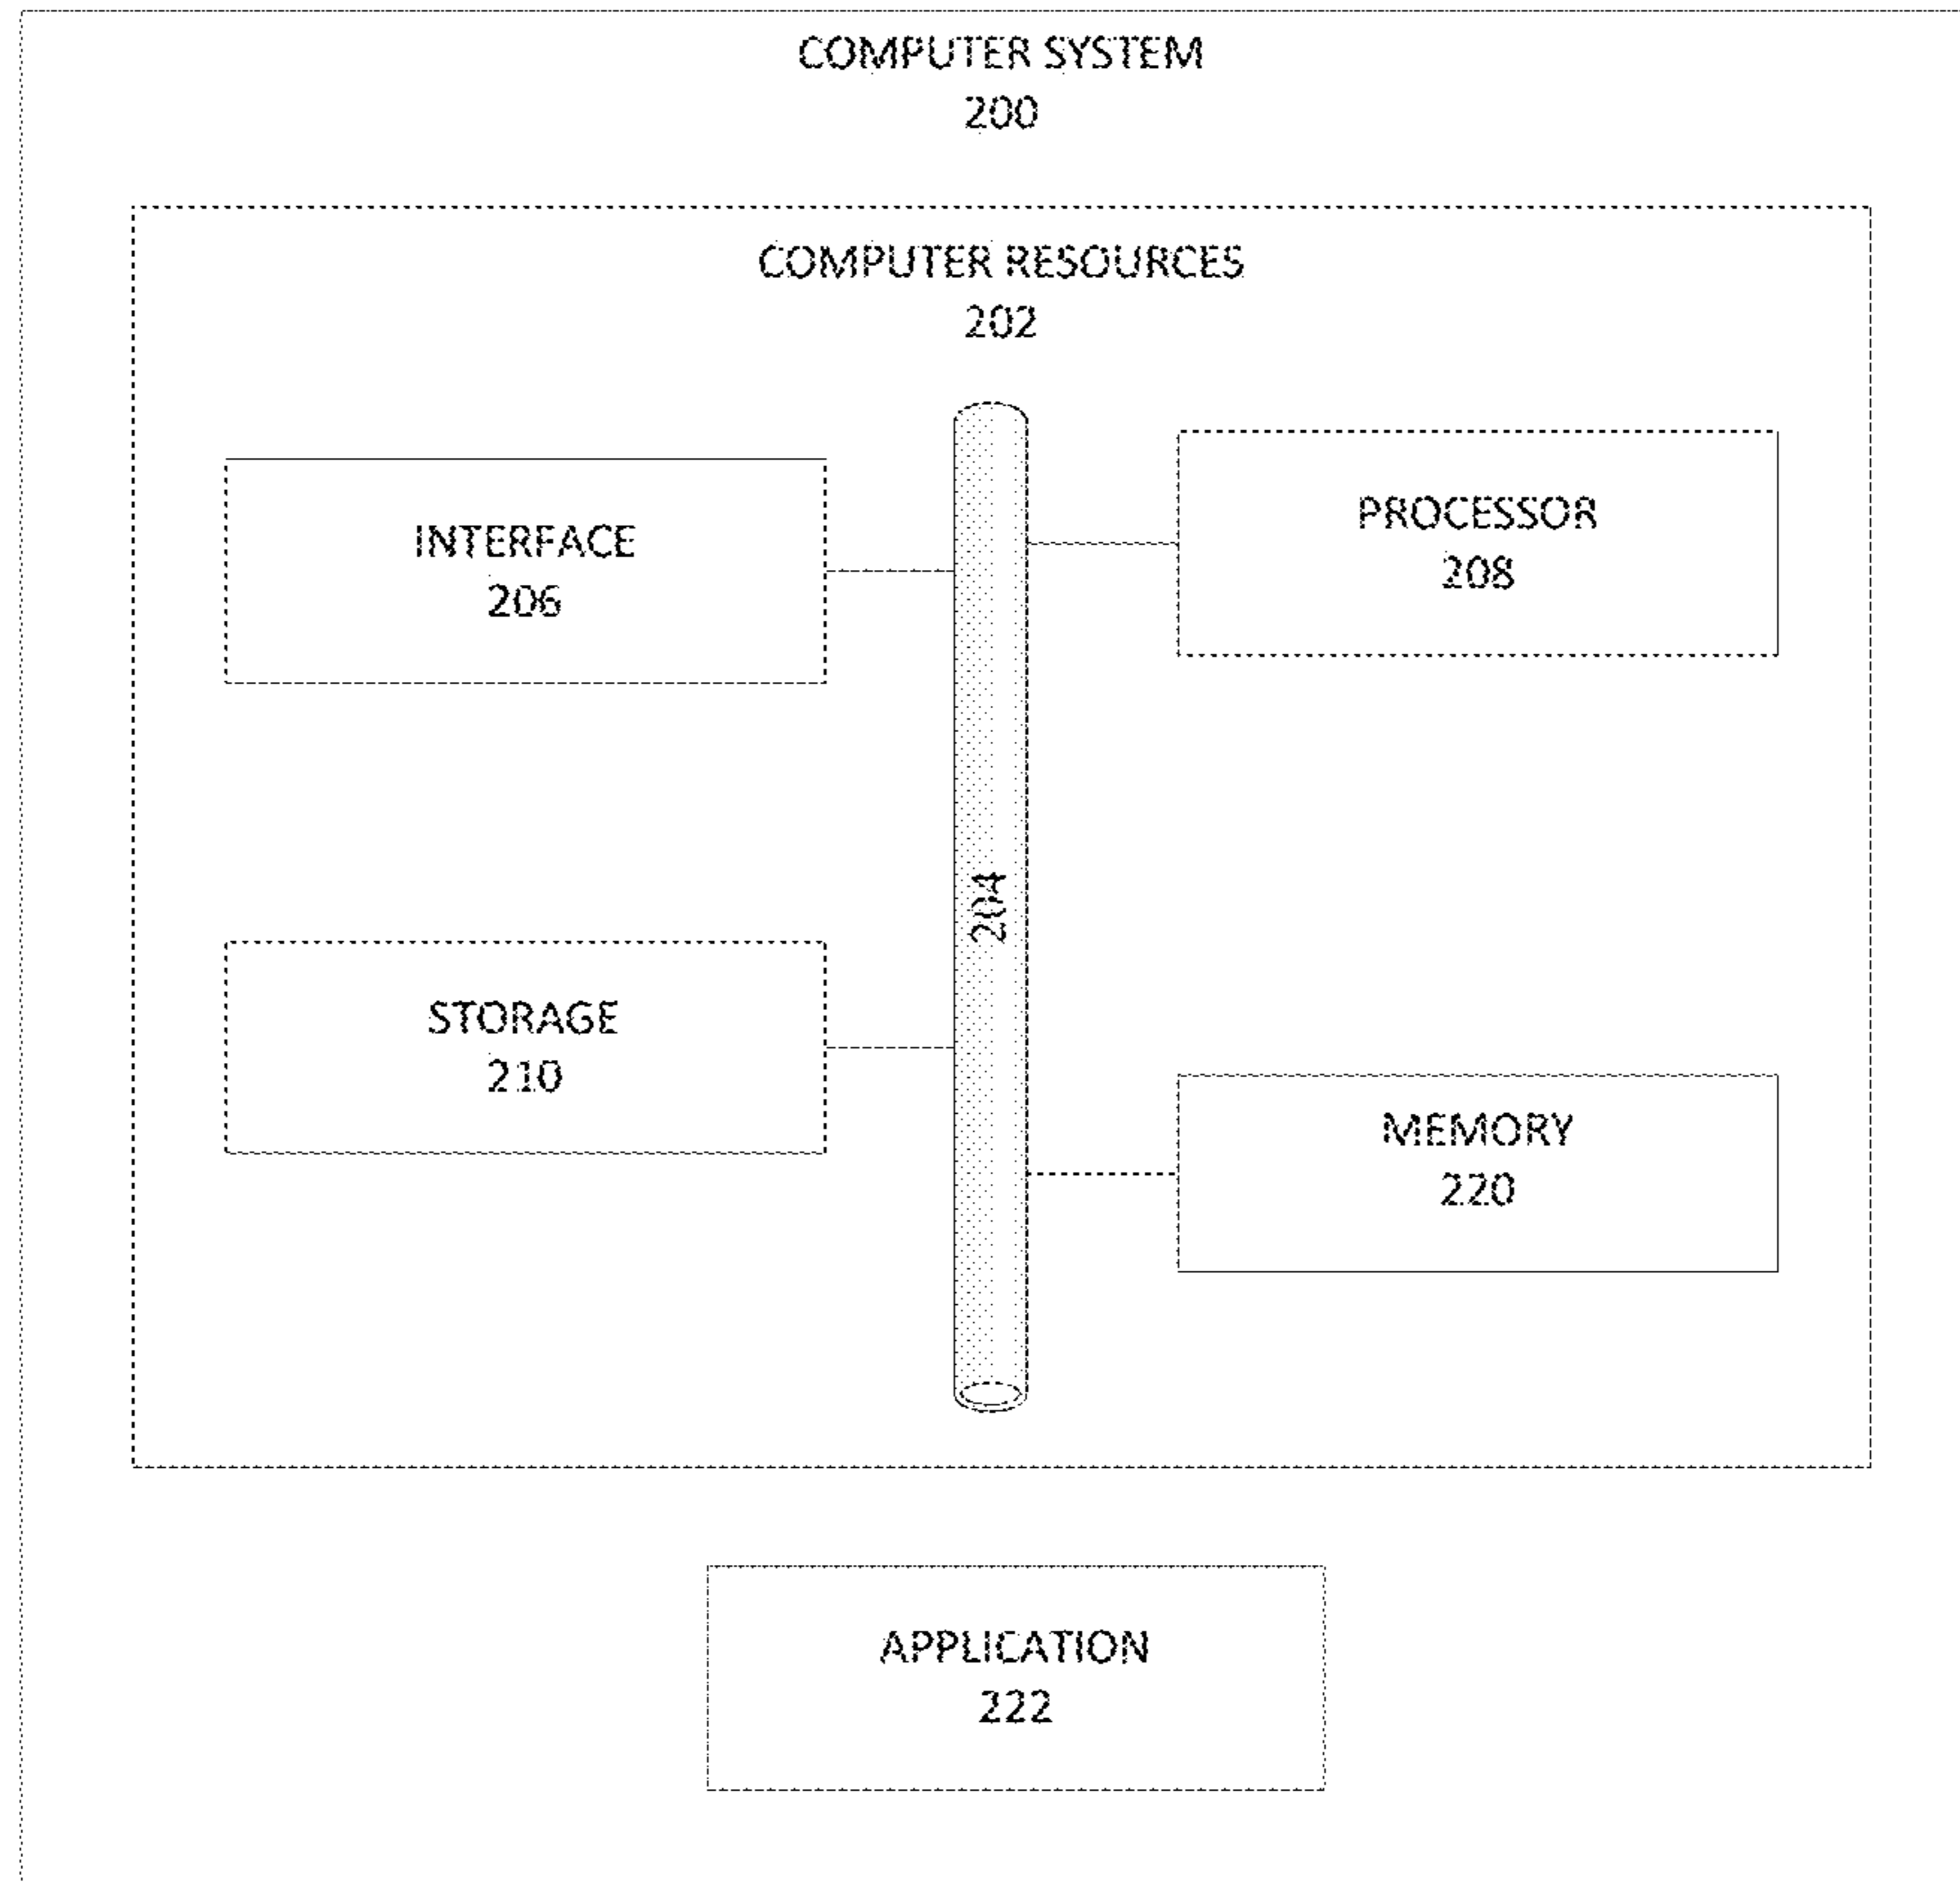 COMPUTER SYSTEM
200
COMPUTER RESOURCES
202
INTERFACE
206
PROCESSOR
208
204
STORAGE
210
MEMORY
220
APPLICATION
222